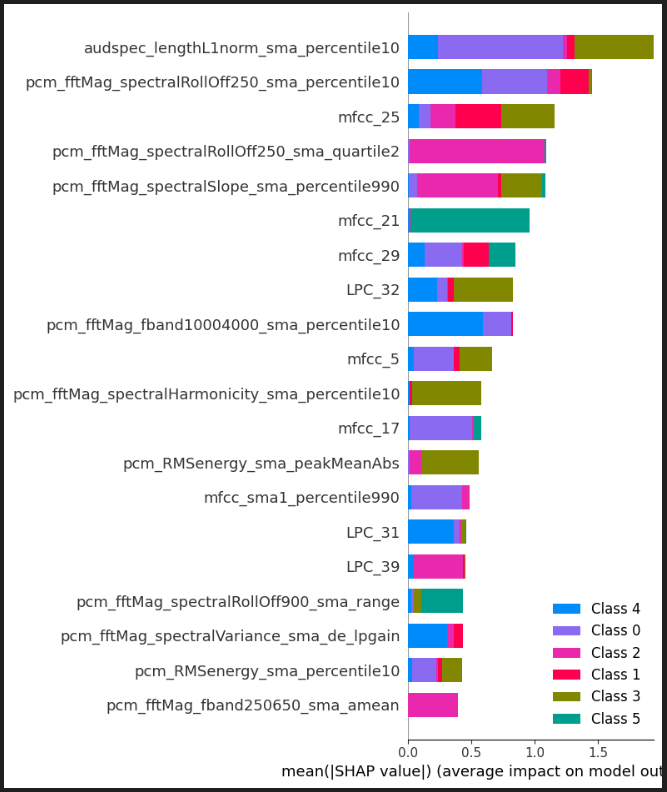 audspec_lengthL1norm_sma_percentile10
pcm_fftMag_spectralRollOff250_sma_percentile10
mfcc_25
pcm_fftMag_spectralRollOff250_sma_quartile2
pcm_fftMag_spectralSlope_sma_percentile990
mfcc_21
mfcc_29
LPC_32
pcm_fftMag_fband10004000_sma_percentile10
mfcc_5
pcm_fftMag_spectralHarmonicity_sma_percentile10
mfcc_17
pcm_RMSenergy_sma_peakMeanAbs
mfcc_sma1_percentile990
LPC_31
LPC_39
pcm_fftMag_spectralRollOff900_sma_range
pcm_fftMag_spectralVariance_sma_de_lpgain
pcm_RMSenergy_sma_percentile10
pcm_fftMag_fband250650_sma_amean
Class 4
Class 0
Class 2
Class 1
Class 3
Class 5
0.0 0.5 1.0 1.5
mean(|SHAP value|) (average impact on model out